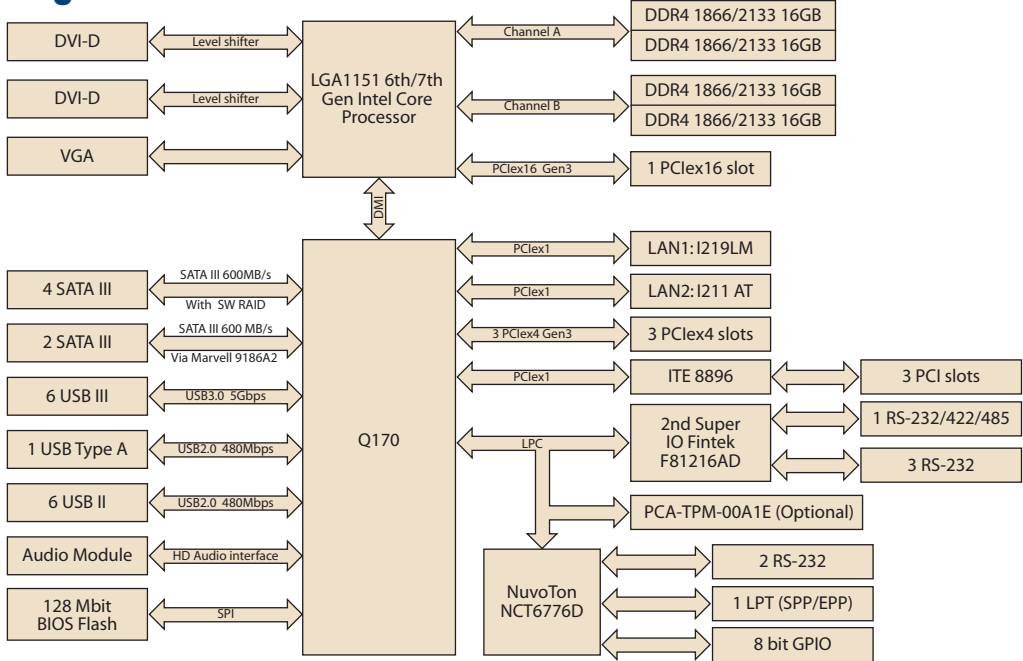 DVI-D
Level shifter
DVI-D
Level shifter
VGA
LGA1151 6th/7th
Gen Intel Core
Processor
Channel A
DDR4 1866/2133 16GB
DDR4 1866/2133 16GB
Channel B
DDR4 1866/2133 16GB
DDR4 1866/2133 16GB
PCIex16 Gen3
1 PCIex16 slot
DMI
4 SATA III
SATA III 600MB/s
With SW RAID
2 SATA III
SATA III 600 MB/s
Via Marvell 9186A2
6 USB III
USB3.0 5Gbps
1 USB Type A
USB2.0 480Mbps
6 USB II
USB2.0 480Mbps
Audio Module
HD Audio interface
128 Mbit
BIOS Flash
SPI
Q170
PCIex1
LAN1: I219LM
PCIex1
LAN2: I211 AT
3 PCIex4 Gen3
3 PCIex4 slots
PCIex1
ITE 8896
3 PCI slots
LPC
2nd Super
IO Fintek
F81216AD
1 RS-232/422/485
3 RS-232
PCA-TPM-00A1E (Optional)
NuvoTon
NCT6776D
2 RS-232
1 LPT (SPP/EPP)
8 bit GPIO